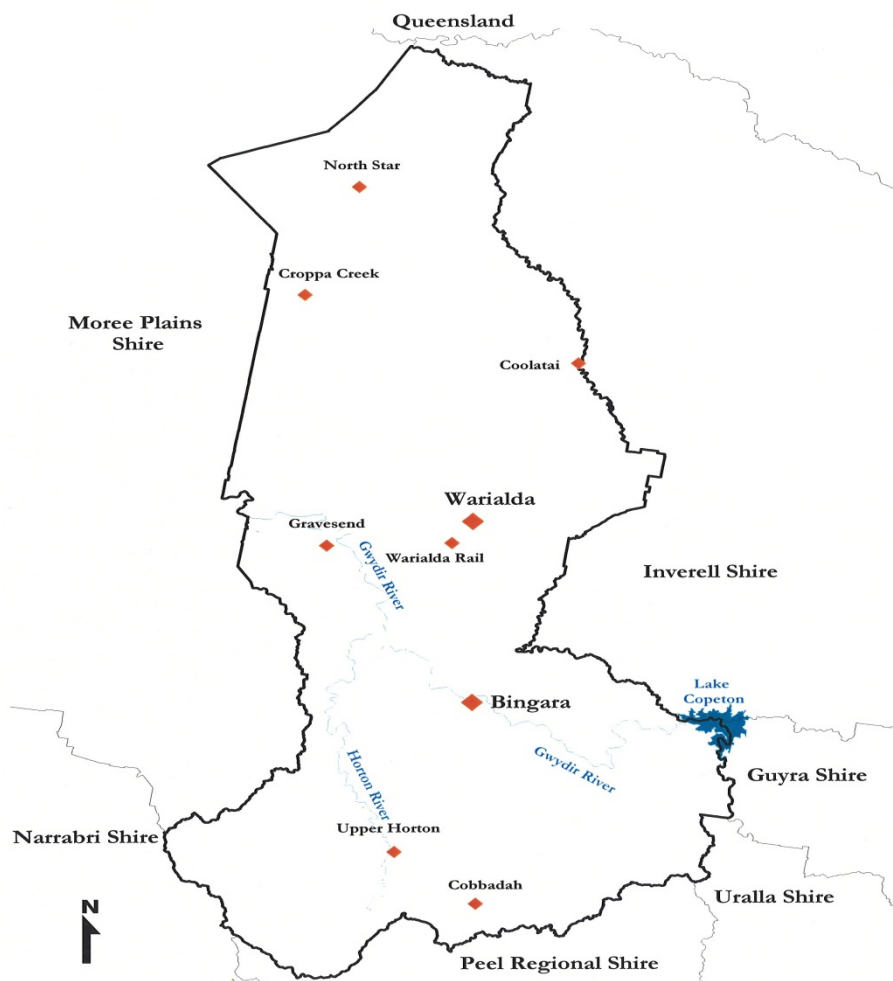 Queensland
North Star
Croppa Creek
Moree Plains
Shire
Coolatai
Warialda
Gravesend
Warialda Rail
Gwydir River
Inverell Shire
Lake
Copeton
Bingara
Gwydir River
Horton River
Guyra Shire
Narrabri Shire
Upper Horton
Cobbadah
Uralla Shire
N
Peel Regional Shire